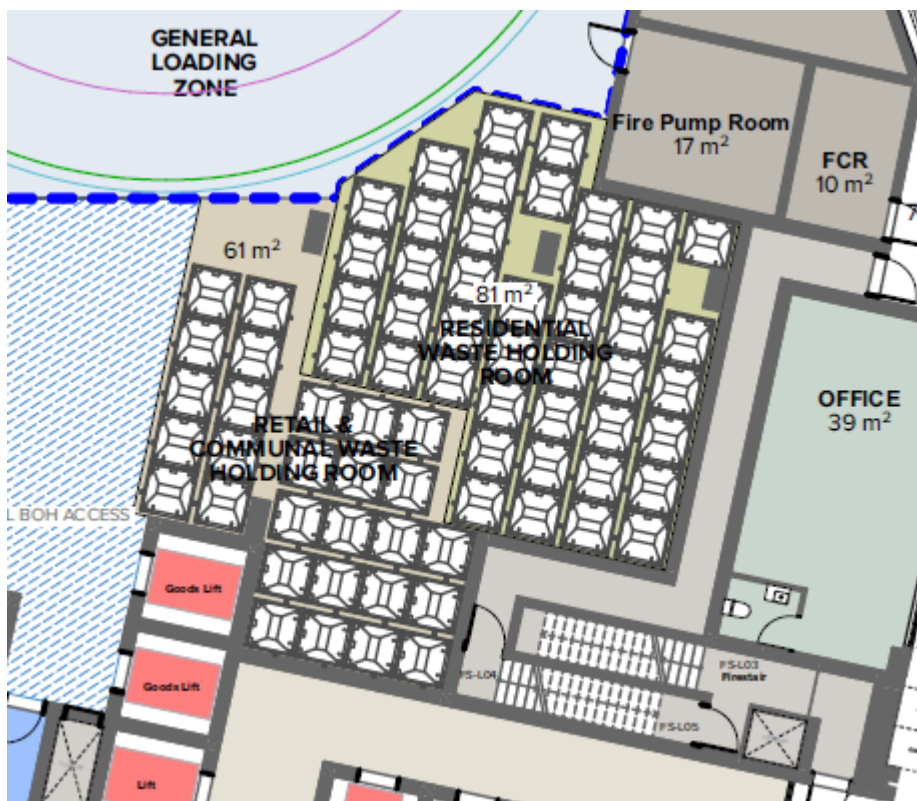 GENERAL
LOADING
ZONE
Fire Pump Room
17 m²
FCR
10 m²
7
61 m²
81 m²
RESIDENTIAL
WASTE HOLDING
ROOM
OFFICE
39 m²
RETAIL &
COMMUNAL WASTE
HOLDING ROOM
L BOH ACCESS
Goods Lift
Goods Lift
Lift
FS-L04
FS-L03
Firestair
FS-L05